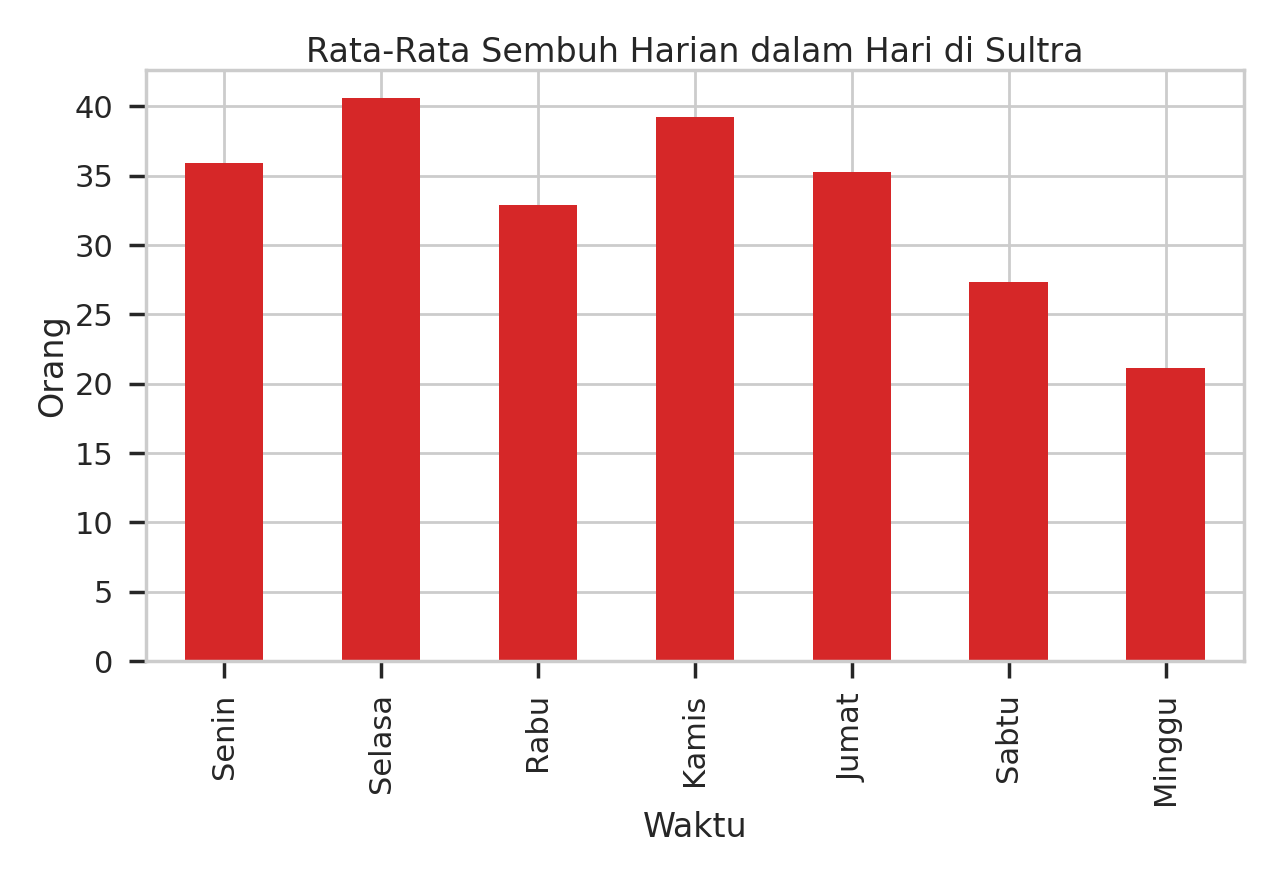 Rata-Rata Sembuh Harian dalam Hari di Sultra
Orang
40
35
30
25
20
15
10
5
0
Senin
Selasa
Rabu
Kamis
Jumat
Sabtu
Minggu
Waktu